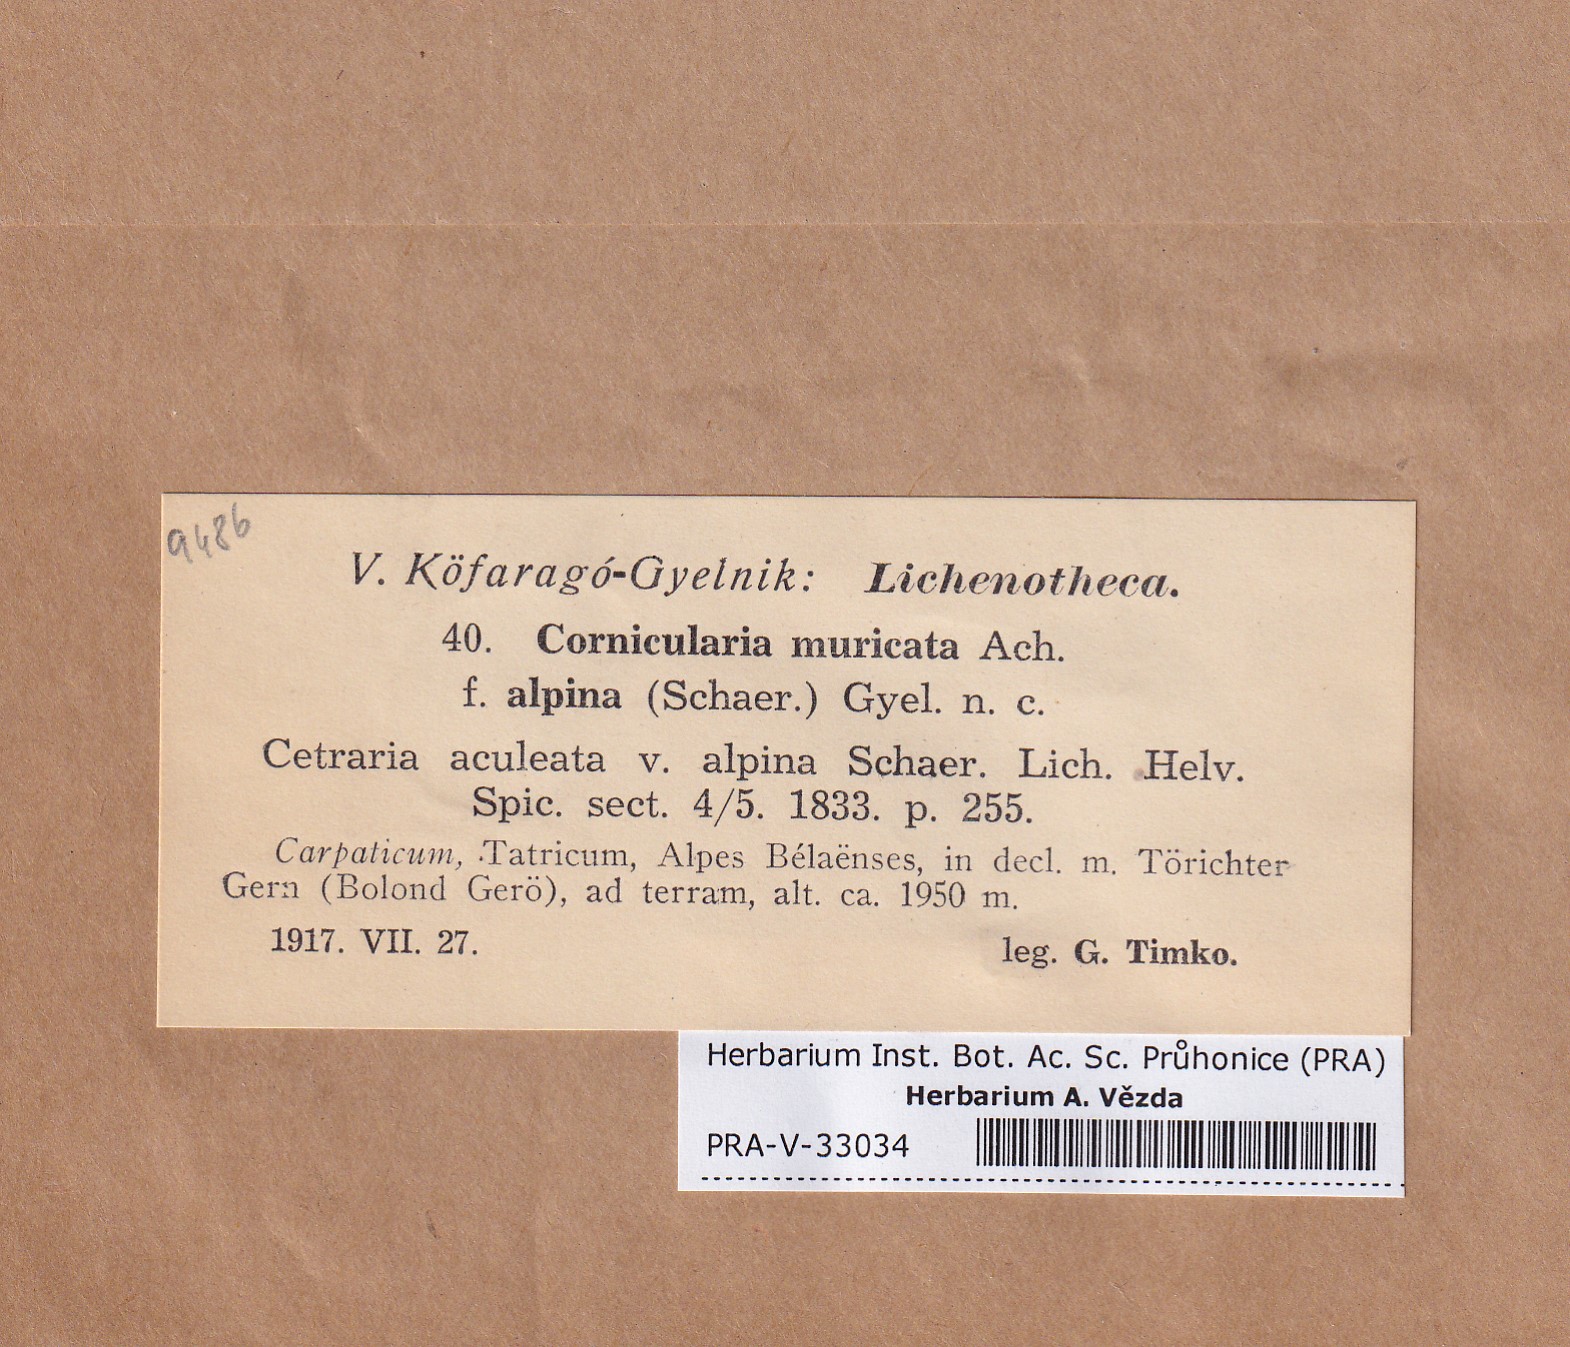 9486
V. Köfaragó-Gyelnik: Lichenotheca.
40. Cornicularia muricata Ach.
f. alpina (Schaer.) Gyel. n. c.
Cetraria aculeata v. alpina Schaer. Lich. Helv.
Spic. sect. 4/5. 1833. p. 255.
Carpaticum, Tatricum, Alpes Bélaënses, in decl. m. Törichter
Gern (Bolond Gerö), ad terram, alt. ca. 1950 m.
1917. VII. 27. leg. G. Timko.
Herbarium Inst. Bot. Ac. Sc. Průhonice (PRA)
Herbarium A. Vězda
PRA-V-33034